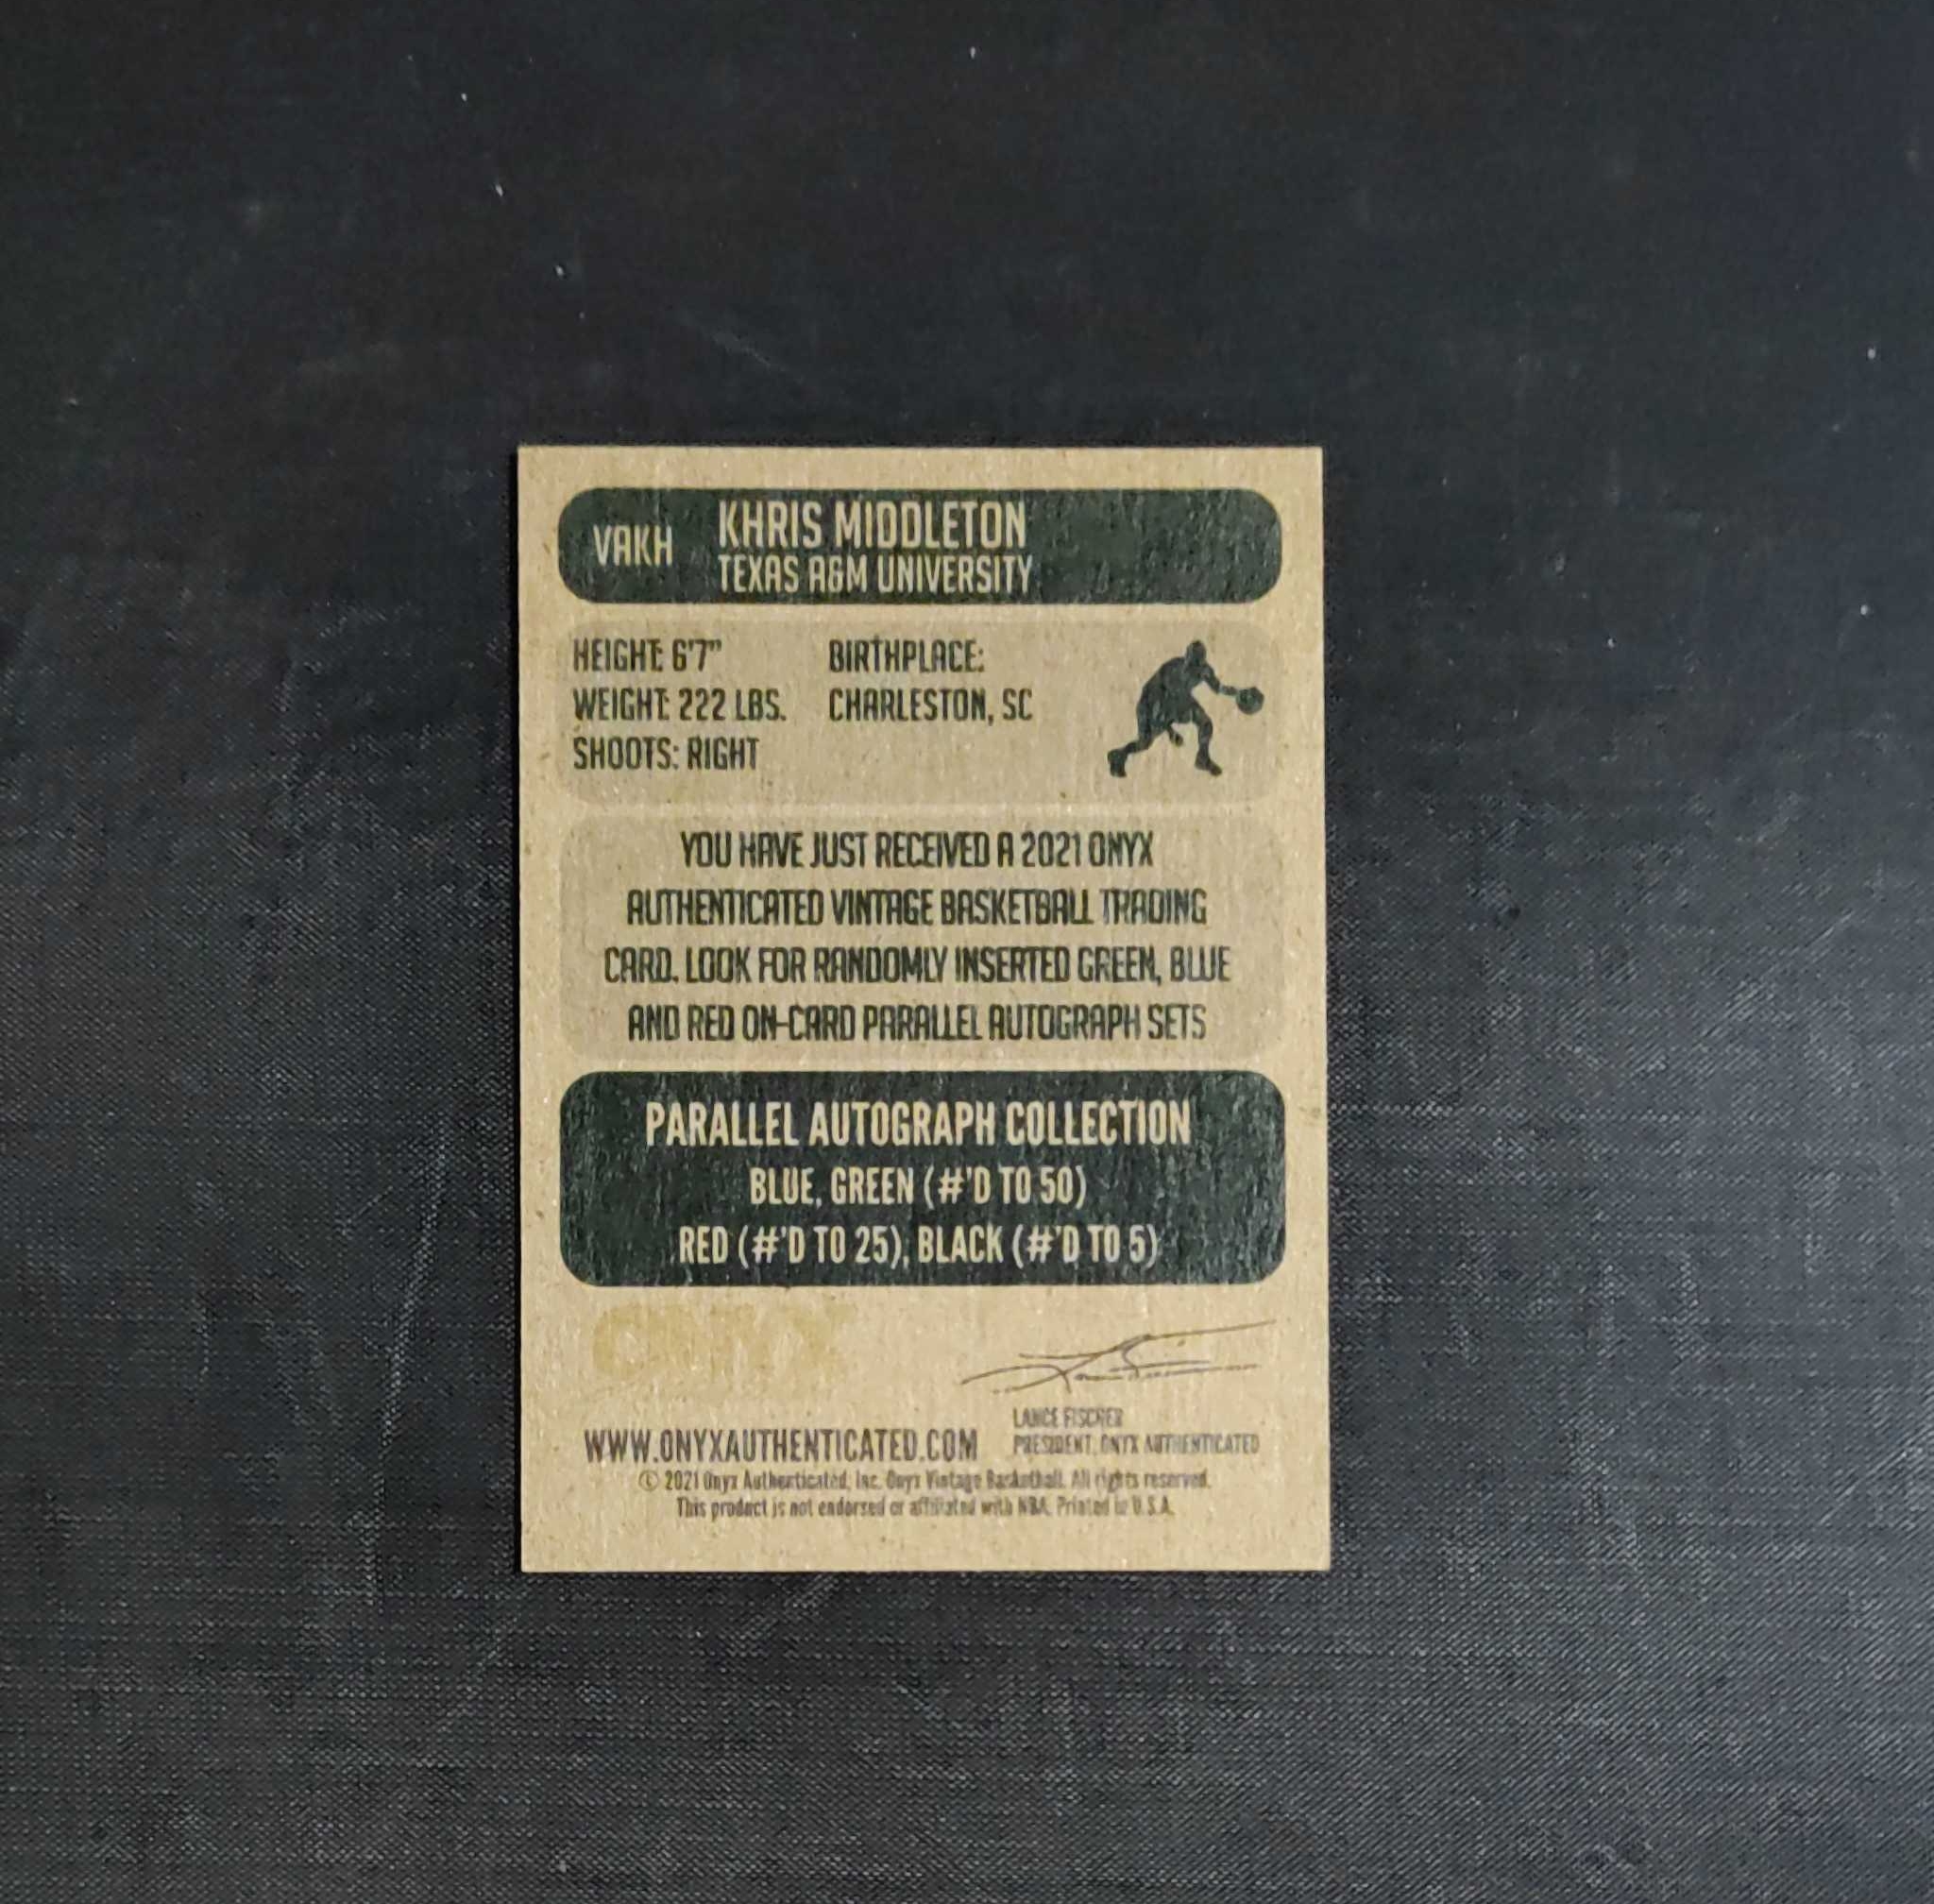 VAKH
KHRIS MIDDLETON
TEXAS A&M UNIVERSITY
HEIGHT: 6'7"
WEIGHT: 222 LBS.
SHOOTS: RIGHT
BIRTHPLACE:
CHARLESTON, SC
YOU HAVE JUST RECEIVED A 2021 ONYX
AUTHENTICATED VINTAGE BASKETBALL TRADING
CARD. LOOK FOR RANDOMLY INSERTED GREEN, BLUE
AND RED ON-CARD PARALLEL AUTOGRAPH SETS
PARALLEL AUTOGRAPH COLLECTION
BLUE, GREEN (#'D TO 50)
RED (#'D TO 25), BLACK (#'D TO 5)
ONYX
LANCE FISCHER
PRESIDENT, ONYX AUTHENTICATED
WWW.ONYXAUTHENTICATED.COM
© 2021 Onyx Authenticated, Inc. Onyx Vintage Basketball. All rights reserved.
This product is not endorsed or affiliated with NBA. Printed in U.S.A.